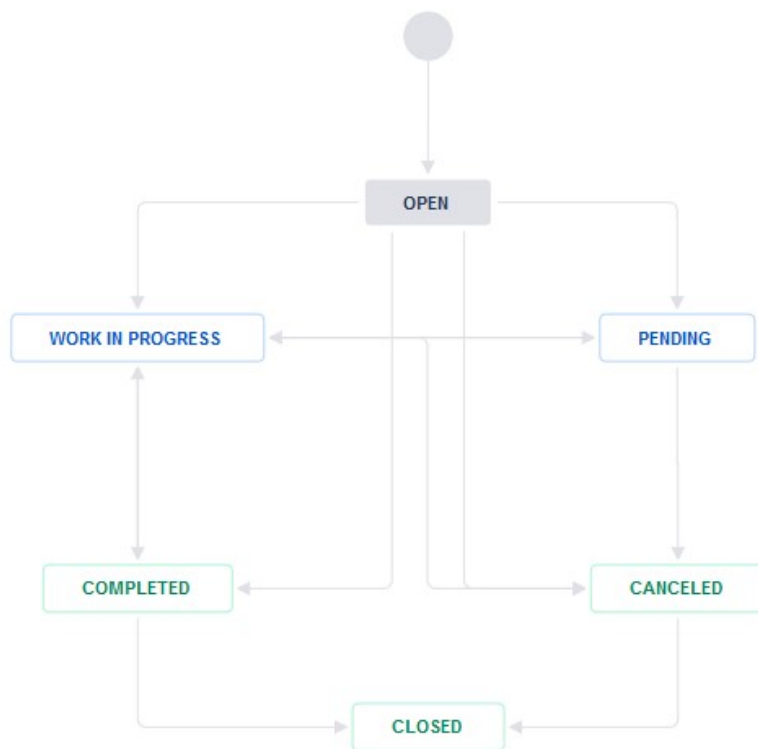 OPEN
WORK IN PROGRESS
PENDING
COMPLETED
CANCELED
CLOSED